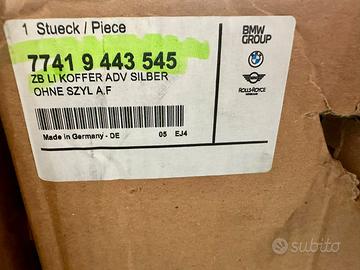 1 Stueck / Piece
7741 9 443 545
ZB LI KOFFER ADV SILBER
OHNE SZYL A,F
Made in Germany - DE 05 EJ4
BMW
GROUP
MINI
ROLLS-ROYCE
subito